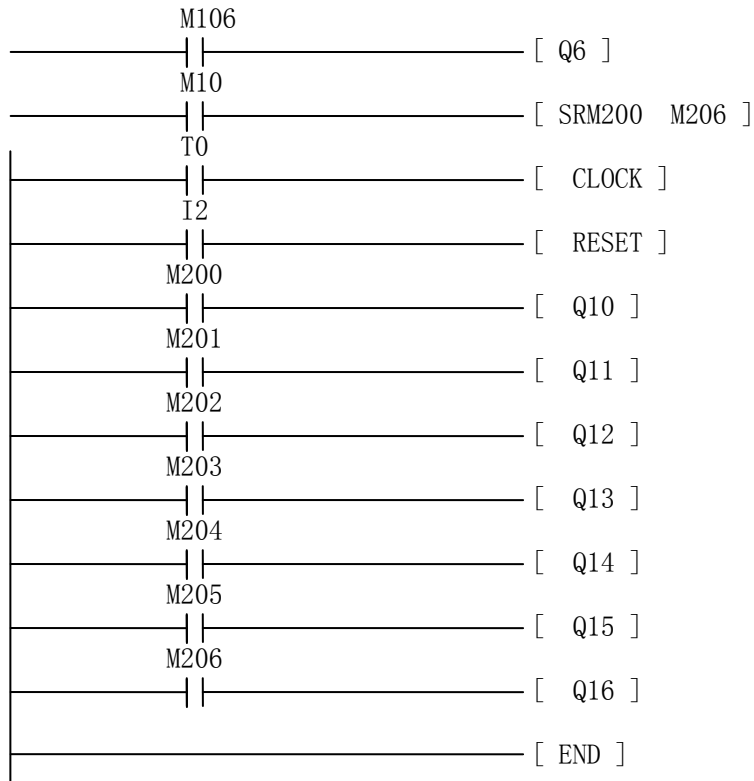 M106
[ Q6 ]
M10
[ SRM200 M206 ]
T0
[ CLOCK ]
I2
[ RESET ]
M200
[ Q10 ]
M201
[ Q11 ]
M202
[ Q12 ]
M203
[ Q13 ]
M204
[ Q14 ]
M205
[ Q15 ]
M206
[ Q16 ]
[ END ]